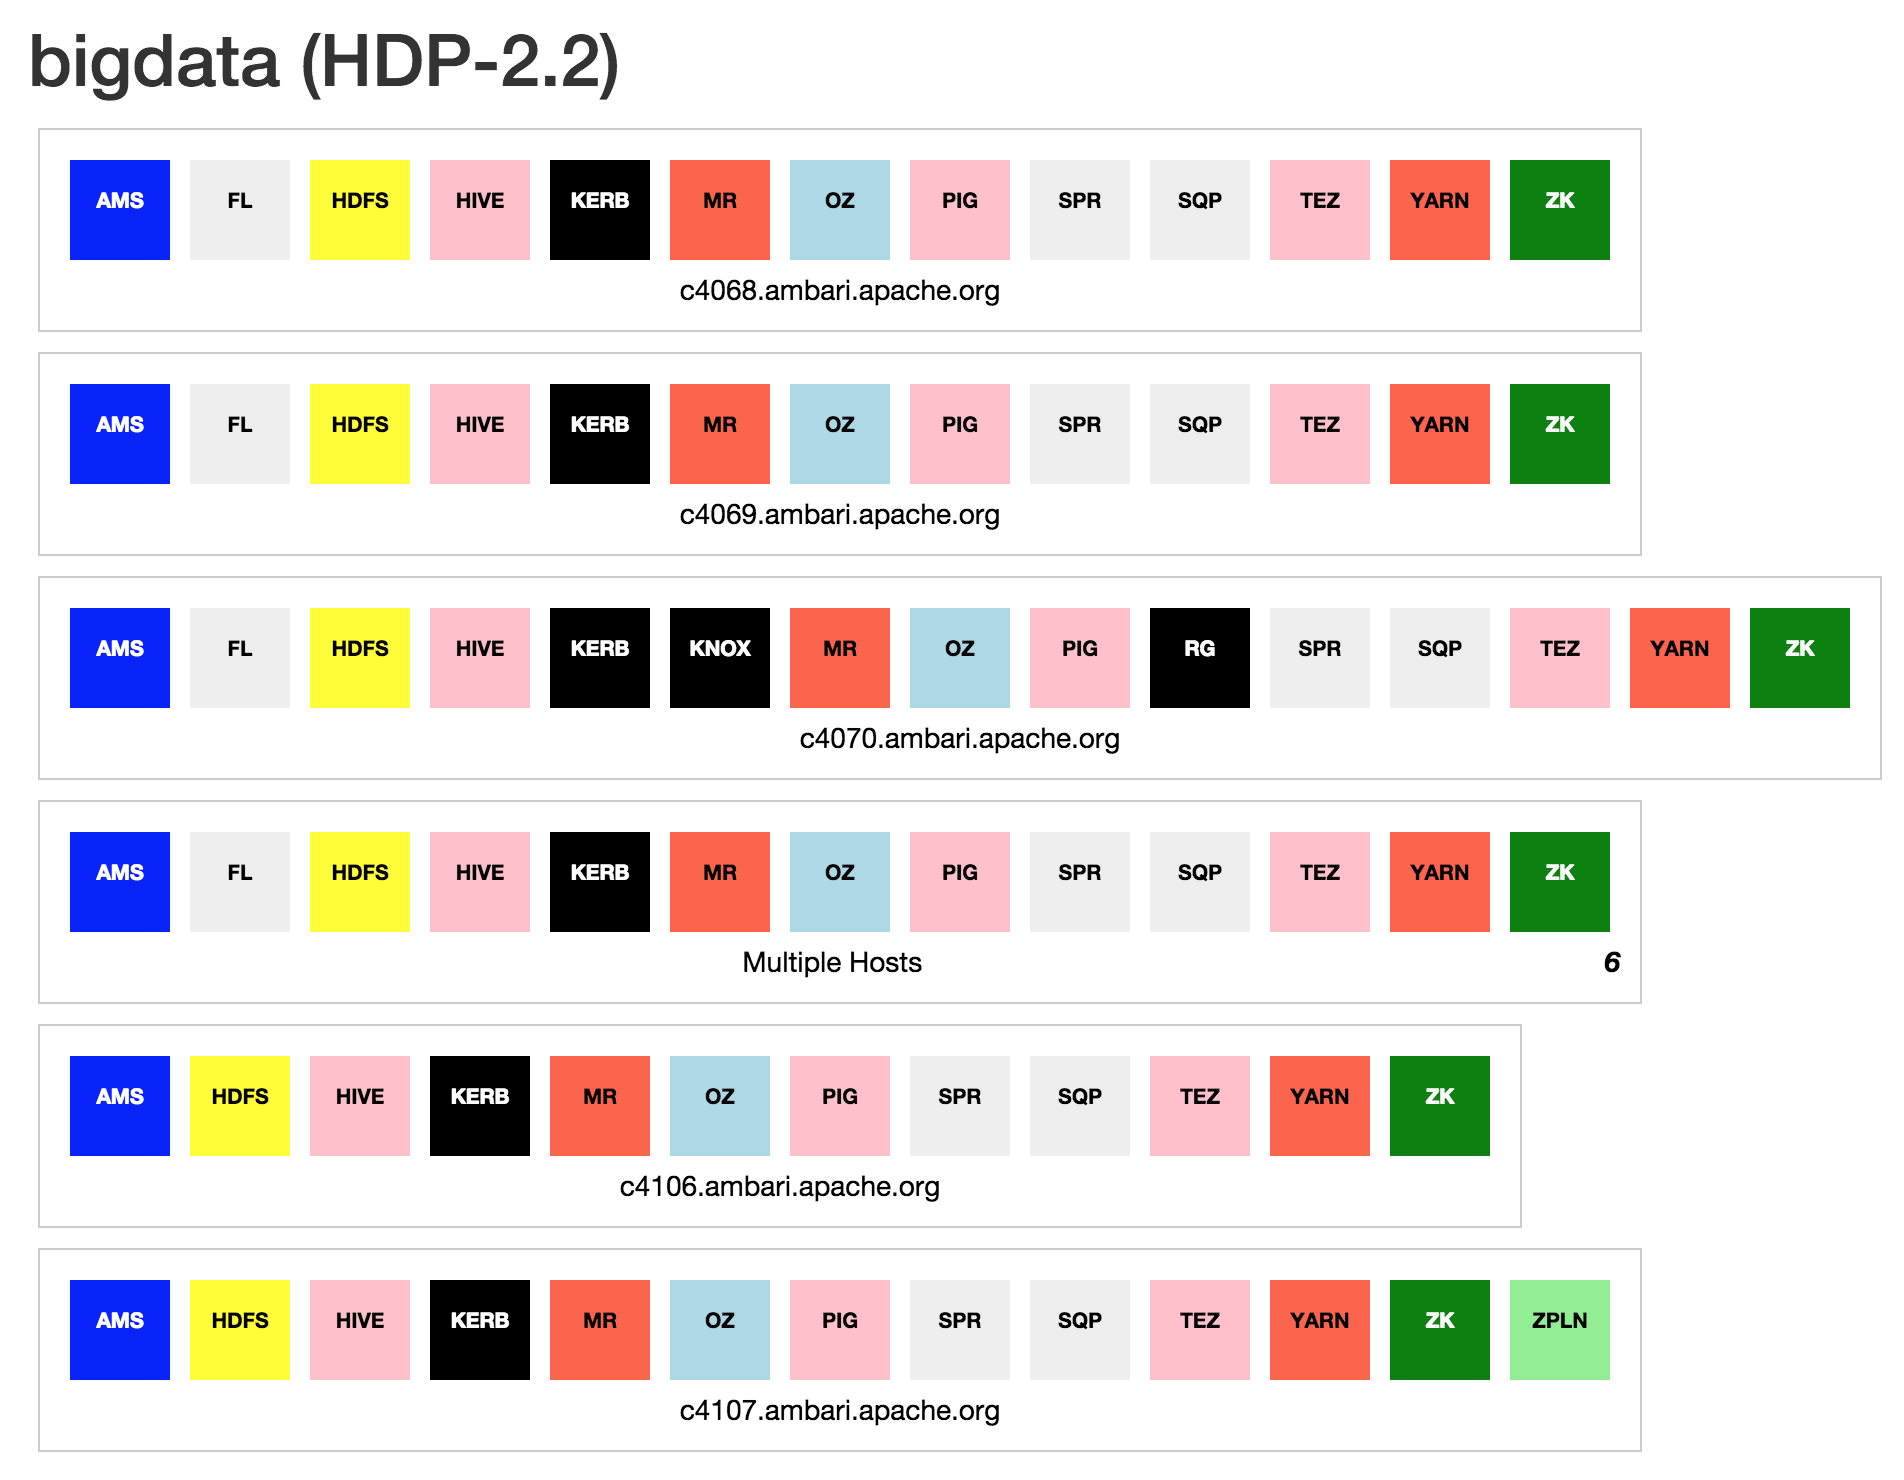 bigdata (HDP-2.2)
AMS FL HDFS HIVE KERB MR OZ PIG SPR SQP TEZ YARN ZK
c4068.ambari.apache.org
AMS FL HDFS HIVE KERB MR OZ PIG SPR SQP TEZ YARN ZK
c4069.ambari.apache.org
AMS FL HDFS HIVE KERB KNOX MR OZ PIG RG SPR SQP TEZ YARN ZK
c4070.ambari.apache.org
AMS FL HDFS HIVE KERB MR OZ PIG SPR SQP TEZ YARN ZK
Multiple Hosts 6
AMS HDFS HIVE KERB MR OZ PIG SPR SQP TEZ YARN ZK
c4106.ambari.apache.org
AMS HDFS HIVE KERB MR OZ PIG SPR SQP TEZ YARN ZK ZPLN
c4107.ambari.apache.org